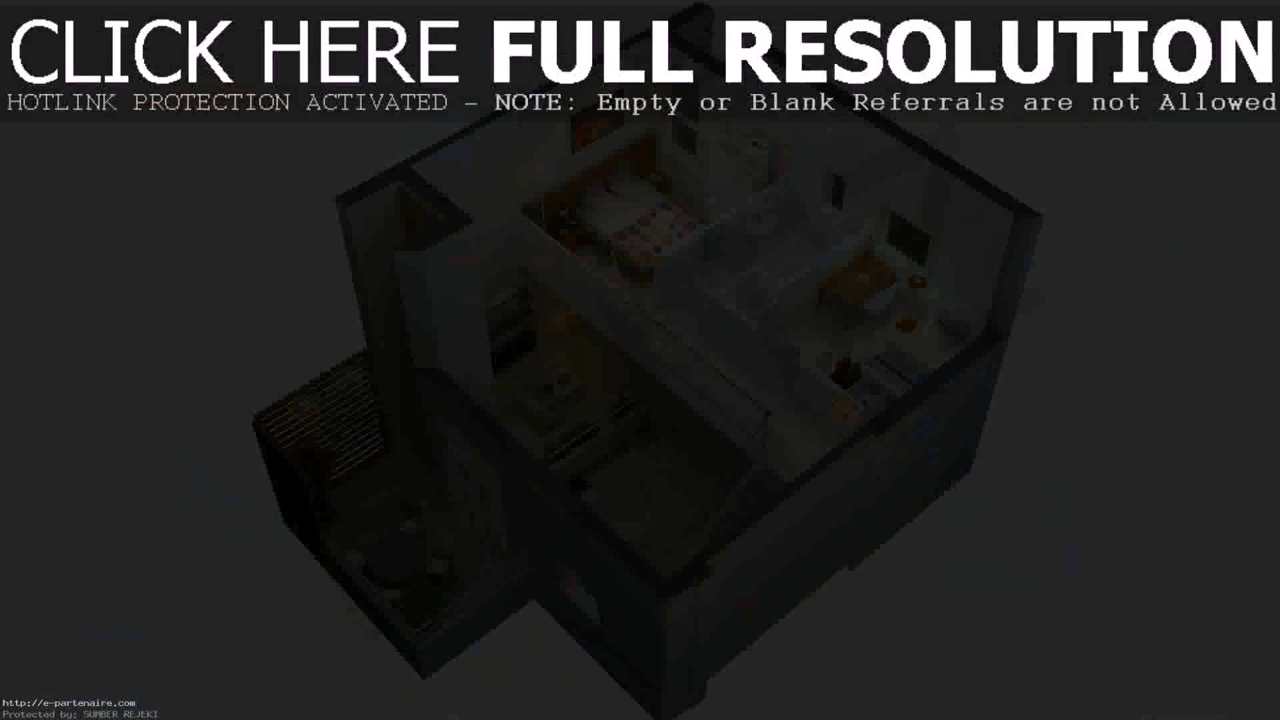 CLICK HERE FULL RESOLUTION
HOTLINK PROTECTION ACTIVATED – NOTE: Empty or Blank Referrals are not Allowed
http://e-partenaire.com
Protected by: SUMBER REJEKI